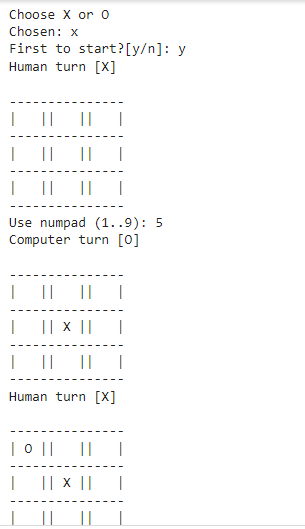 Choose X or O
Chosen: x
First to start?[y/n]: y
Human turn [X]
---------------
|   ||   ||   |
---------------
|   ||   ||   |
---------------
|   ||   ||   |
---------------
Use numpad (1..9): 5
Computer turn [O]
---------------
|   ||   ||   |
---------------
|   || X ||   |
---------------
|   ||   ||   |
---------------
Human turn [X]
---------------
| O ||   ||   |
---------------
|   || X ||   |
---------------
|   ||   ||   |